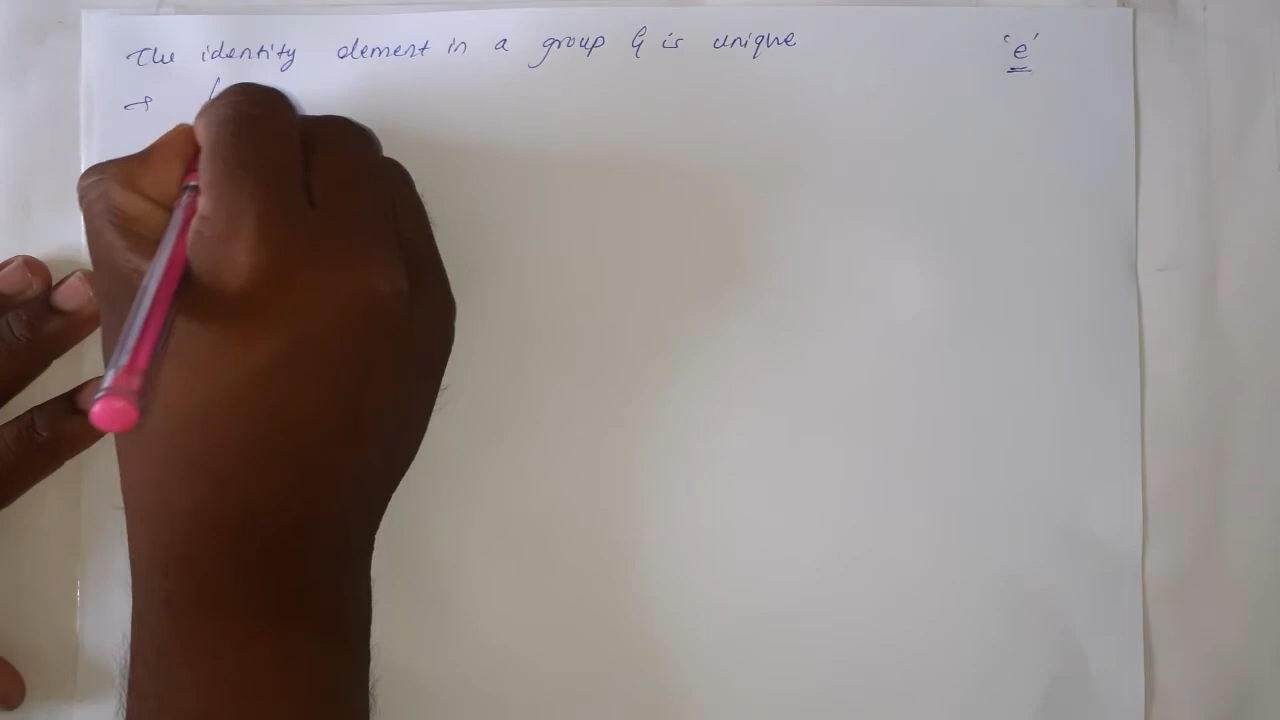 The identity element in a group G is unique 'e'
→